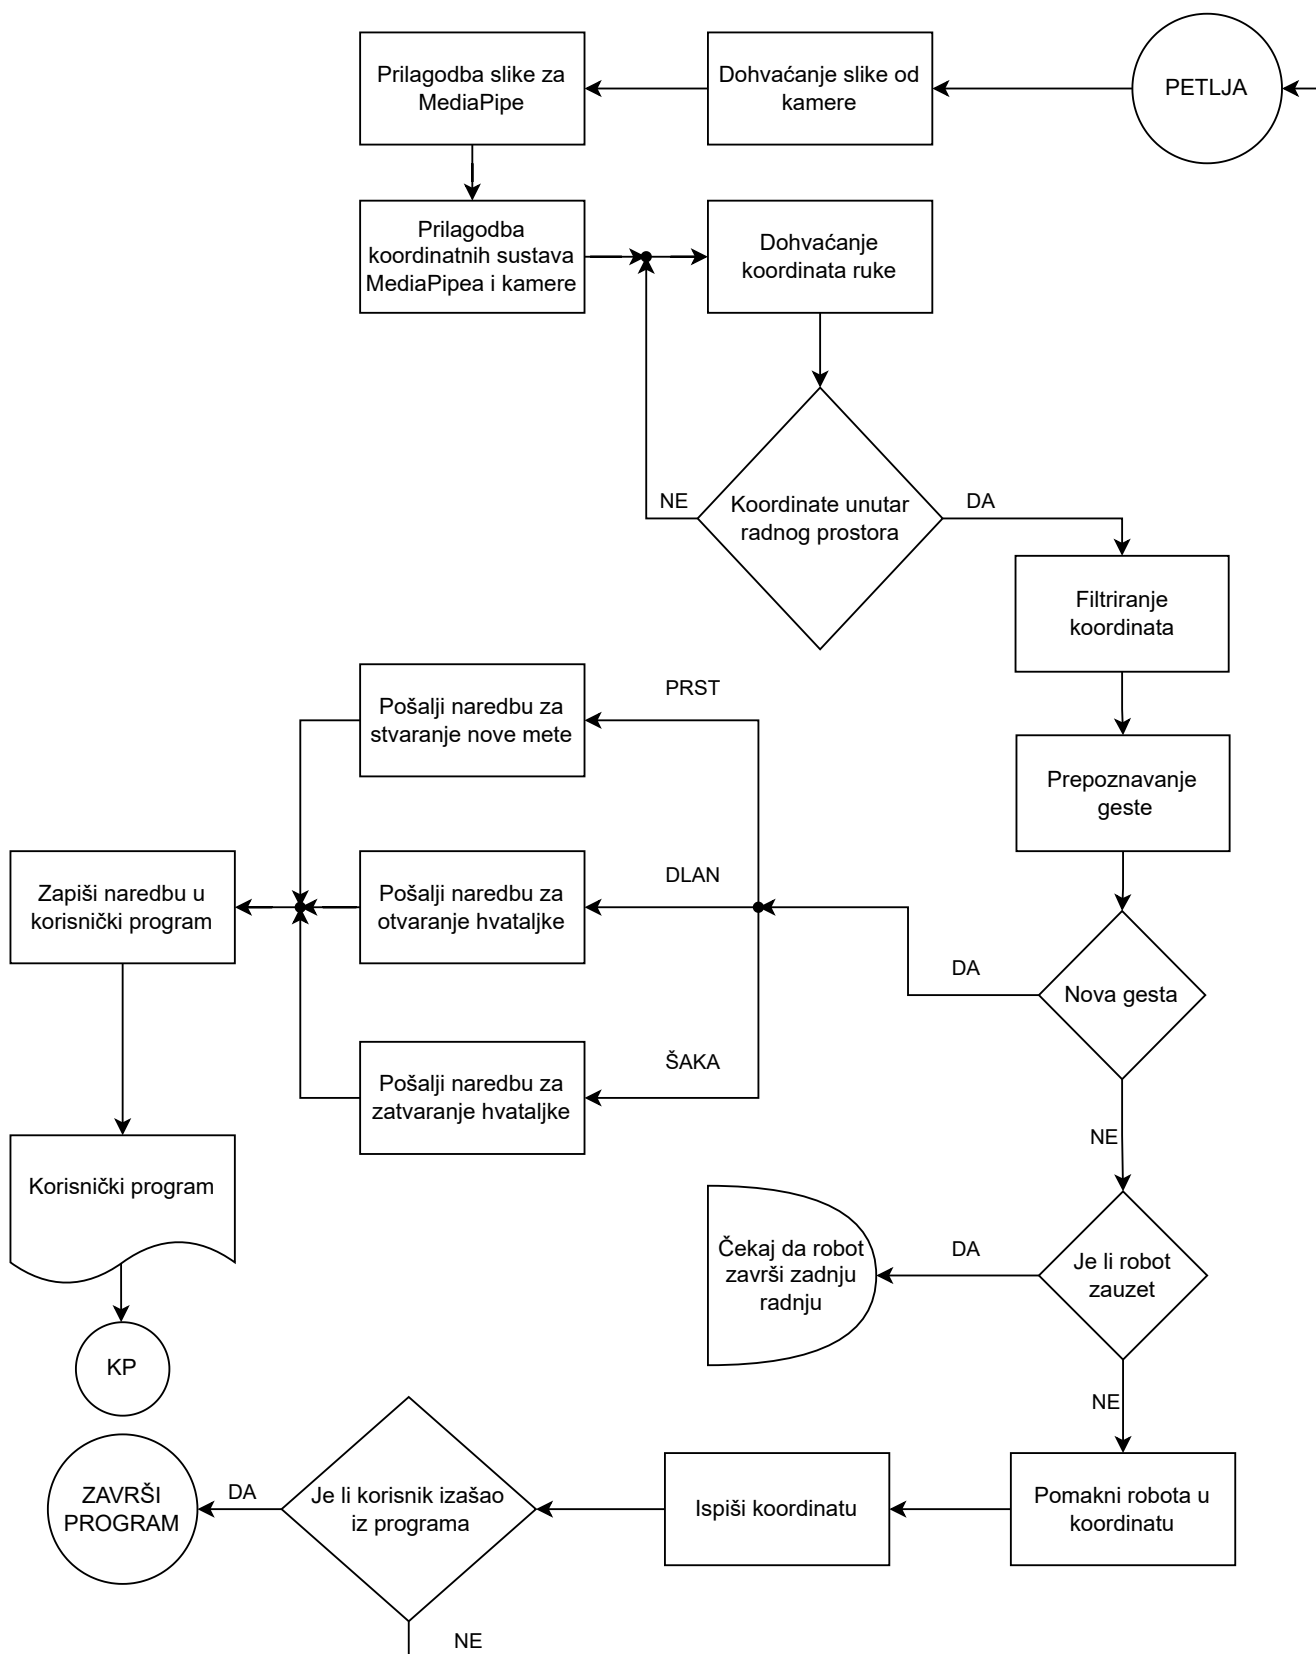 Prilagodba slike za
MediaPipe
Dohvaćanje slike od
kamere
PETLJA
Prilagodba
koordinatnih sustava
MediaPipea i kamere
Dohvaćanje
koordinata ruke
NE
Koordinate unutar
radnog prostora
DA
Filtriranje
koordinata
PRST
Pošalji naredbu za
stvaranje nove mete
Prepoznavanje
geste
Zapiši naredbu u
korisnički program
Pošalji naredbu za
otvaranje hvataljke
DLAN
DA
Nova gesta
Pošalji naredbu za
zatvaranje hvataljke
ŠAKA
NE
Korisnički program
Čekaj da robot
završi zadnju
radnju
DA
Je li robot
zauzet
KP
NE
ZAVRŠI
PROGRAM
DA
Je li korisnik izašao
iz programa
Ispiši koordinatu
Pomakni robota u
koordinatu
NE